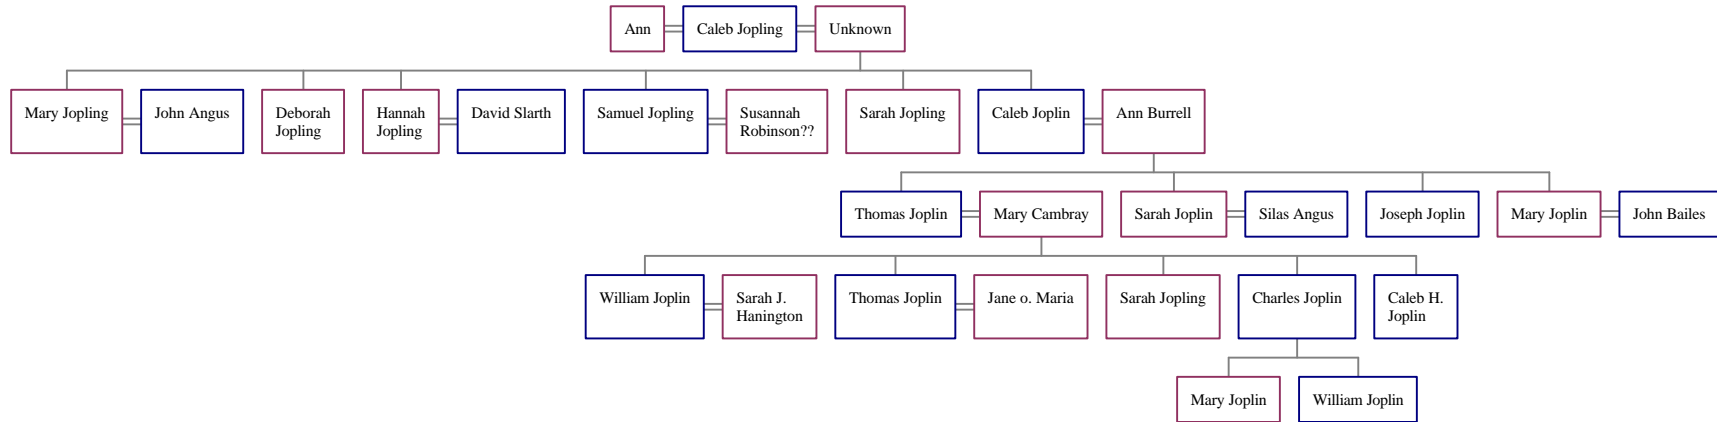 Ann
Caleb Jopling
Unknown
Mary Jopling
John Angus
Deborah
Jopling
Hannah
Jopling
David Slarth
Samuel Jopling
Susannah
Robinson??
Sarah Jopling
Caleb Joplin
Ann Burrell
Thomas Joplin
Mary Cambray
Sarah Joplin
Silas Angus
Joseph Joplin
Mary Joplin
John Bailes
William Joplin
Sarah J.
Hanington
Thomas Joplin
Jane o. Maria
Sarah Jopling
Charles Joplin
Caleb H.
Joplin
Mary Joplin
William Joplin